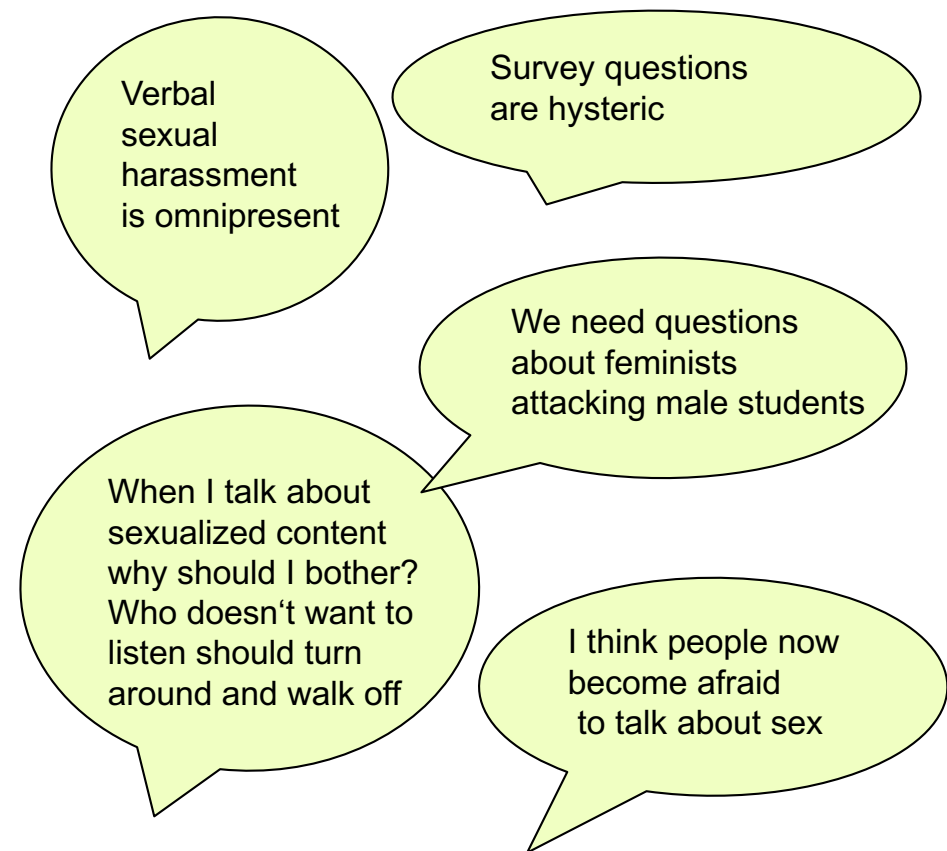 Verbal
sexual
harassment
is omnipresent
Survey questions
are hysteric
We need questions
about feminists
attacking male students
When I talk about
sexualized content
why should I bother?
Who doesn‘t want to
listen should turn
around and walk off
I think people now
become afraid
to talk about sex